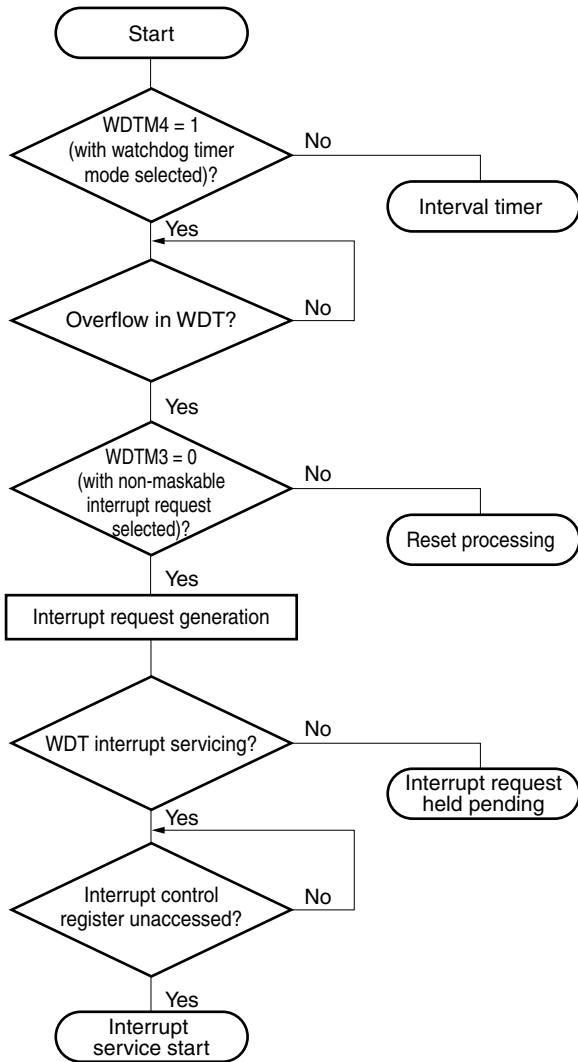 Start
WDTM4 = 1
(with watchdog timer
mode selected)?
No
Interval timer
Yes
Overflow in WDT?
No
Yes
WDTM3 = 0
(with non-maskable
interrupt request
selected)?
No
Reset processing
Yes
Interrupt request generation
WDT interrupt servicing?
No
Interrupt request
held pending
Yes
Interrupt control
register unaccessed?
No
Yes
Interrupt
service start